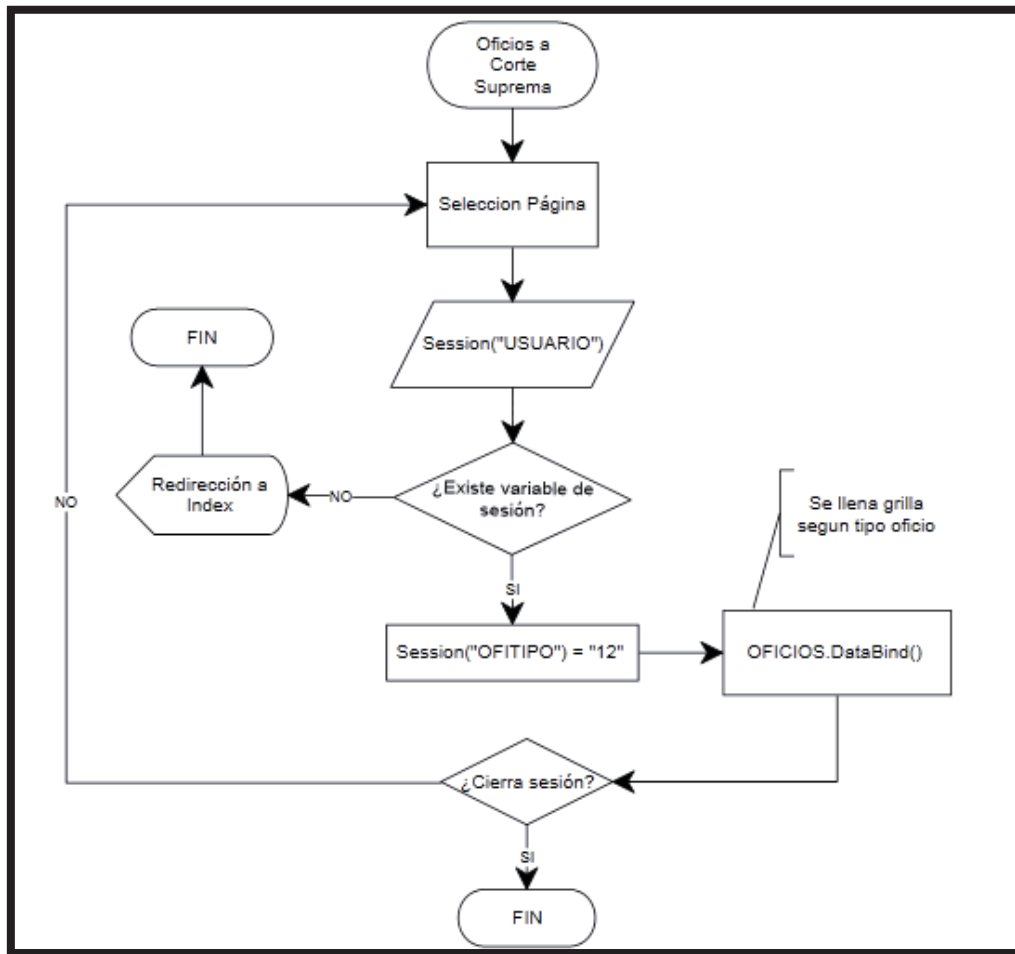 Oficios a
Corte
Suprema
Seleccion Página
Session("USUARIO")
FIN
¿Existe variable de
sesión?
NO
Redirección a
Index
NO
SI
Se llena grilla
segun tipo oficio
Session("OFITIPO") = "12"
OFICIOS.DataBind()
¿Cierra sesión?
SI
FIN